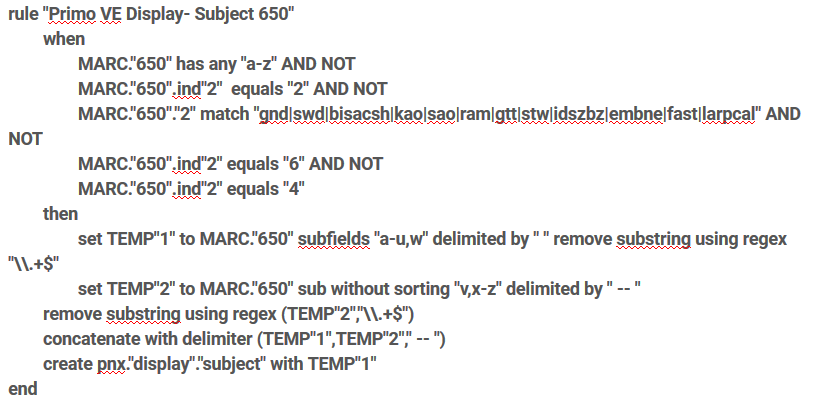 rule "Primo VE Display- Subject 650"
when
MARC."650" has any "a-z" AND NOT
MARC."650".ind"2"  equals "2" AND NOT
MARC."650"."2" match "gnd|swd|bisacsh|kao|sao|ram|gtt|stw|idszbz|embne|fast|larpcal" AND
NOT
MARC."650".ind"2" equals "6" AND NOT
MARC."650".ind"2" equals "4"
then
set TEMP"1" to MARC."650" subfields "a-u,w" delimited by " " remove substring using regex
"\\.+$"
set TEMP"2" to MARC."650" sub without sorting "v,x-z" delimited by " -- "
remove substring using regex (TEMP"2","\\.+$")
concatenate with delimiter (TEMP"1",TEMP"2"," -- ")
create pnx."display"."subject" with TEMP"1"
end